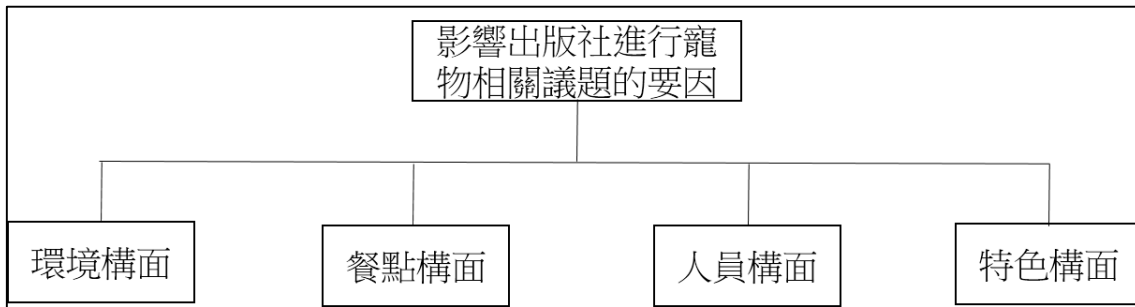 影響出版社進行寵
物相關議題的要因
環境構面
餐點構面
人員構面
特色構面